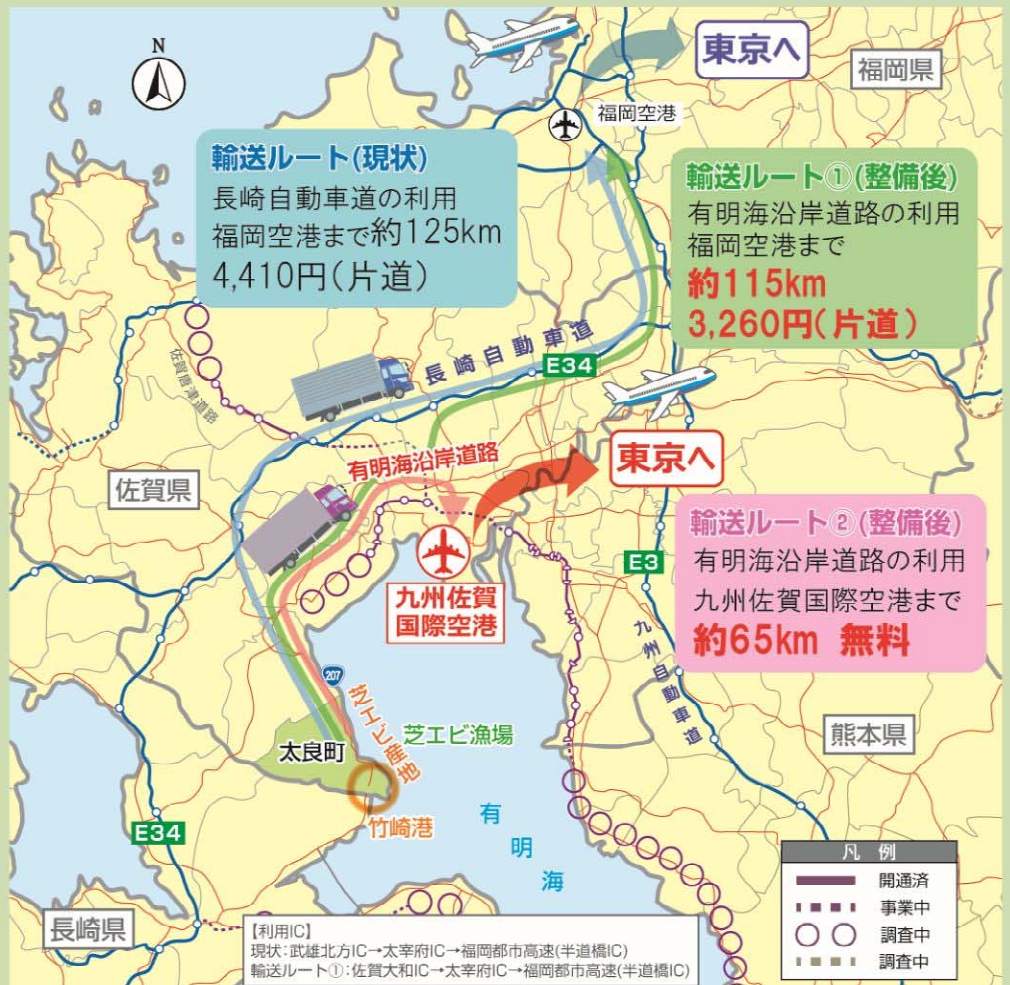 N
東京へ
福岡県
福岡空港
輸送ルート(現状)
長崎自動車道の利用
福岡空港まで約125km
4,410円(片道)
輸送ルート①(整備後)
有明海沿岸道路の利用
福岡空港まで
約115km
3,260円(片道)
長崎自動車道
E34
佐賀唐津道路
東京へ
有明海沿岸道路
佐賀県
輸送ルート②(整備後)
有明海沿岸道路の利用
九州佐賀国際空港まで
約65km 無料
E3
九州佐賀
国際空港
九州自動車道
207
芝エビ産地
芝エビ漁場
太良町
熊本県
竹崎港
E34
有明海
長崎県
【利用IC】
現状:武雄北方IC→太宰府IC→福岡都市高速(半道橋IC)
輸送ルート①:佐賀大和IC→太宰府IC→福岡都市高速(半道橋IC)
凡 例
開通済
事業中
調査中
調査中